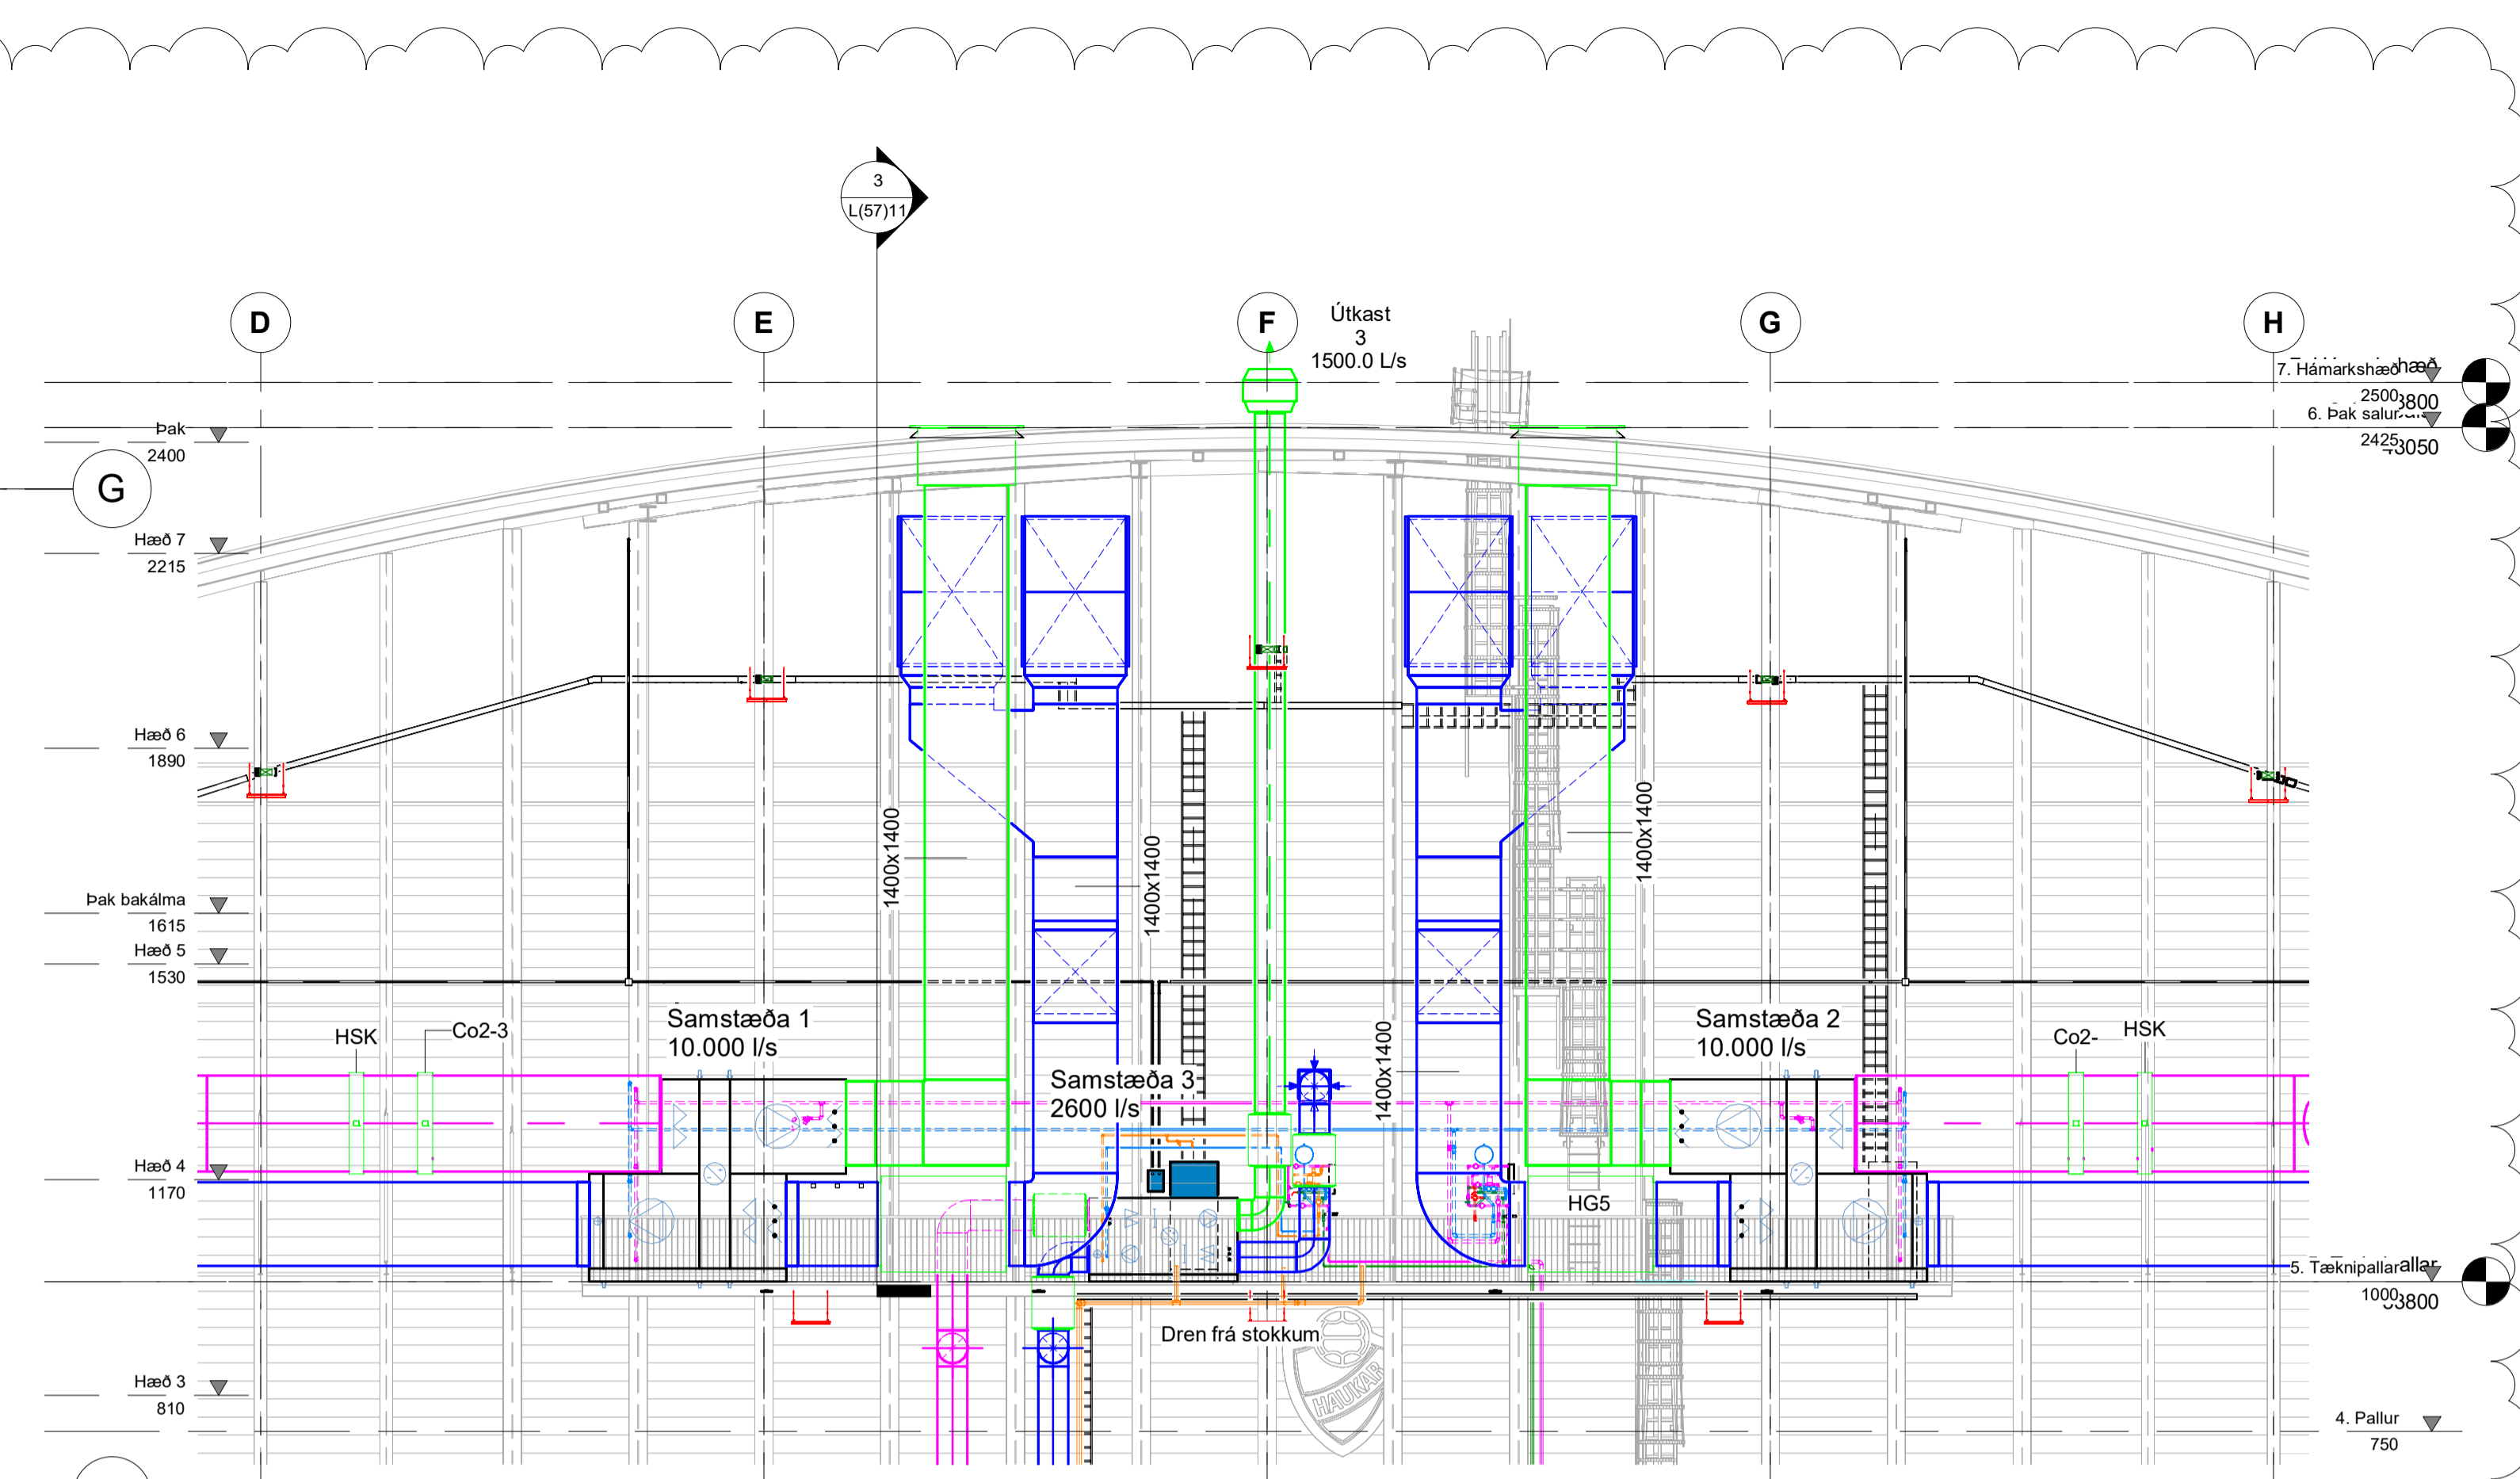 3
L(57)11
D
E
F
G
H
Útkast
3
1500.0 L/s
7. Hámarkshæð
2500
6. Þak salur
2425
Þak
2400
G
Hæð 7
2215
Hæð 6
1890
Þak bakálma
1615
Hæð 5
1530
1400x1400
1400x1400
1400x1400
1400x1400
Samstæða 1
10.000 l/s
Samstæða 2
10.000 l/s
HSK
Co2-3
Co2-
HSK
Samstæða 3
2600 l/s
Hæð 4
1170
HG5
5. Tæknipallar
1000
Dren frá stokkum
HAUKAR
Hæð 3
810
4. Pallur
750